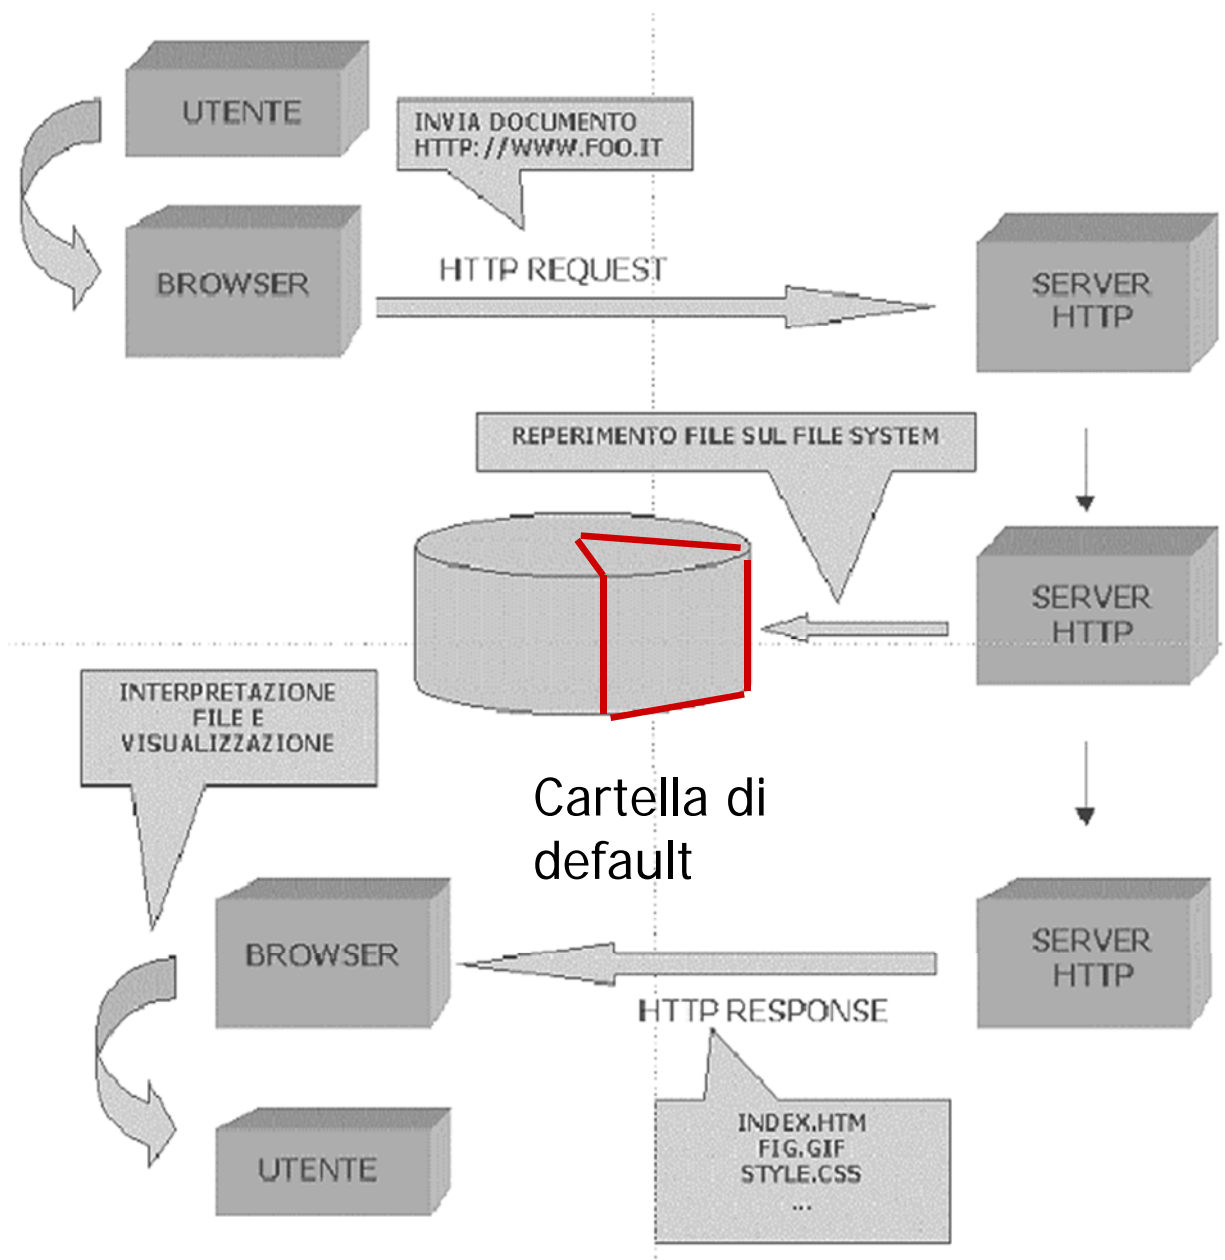 UTENTE
INVIA DOCUMENTO
HTTP://WWW.FOO.IT
BROWSER
HTTP REQUEST
SERVER
HTTP
REPERIMENTO FILE SUL FILE SYSTEM
SERVER
HTTP
INTERPRETAZIONE
FILE E
VISUALIZZAZIONE
Cartella di
default
BROWSER
SERVER
HTTP
HTTP RESPONSE
INDEX.HTM
FIG.GIF
STYLE.CSS
...
UTENTE